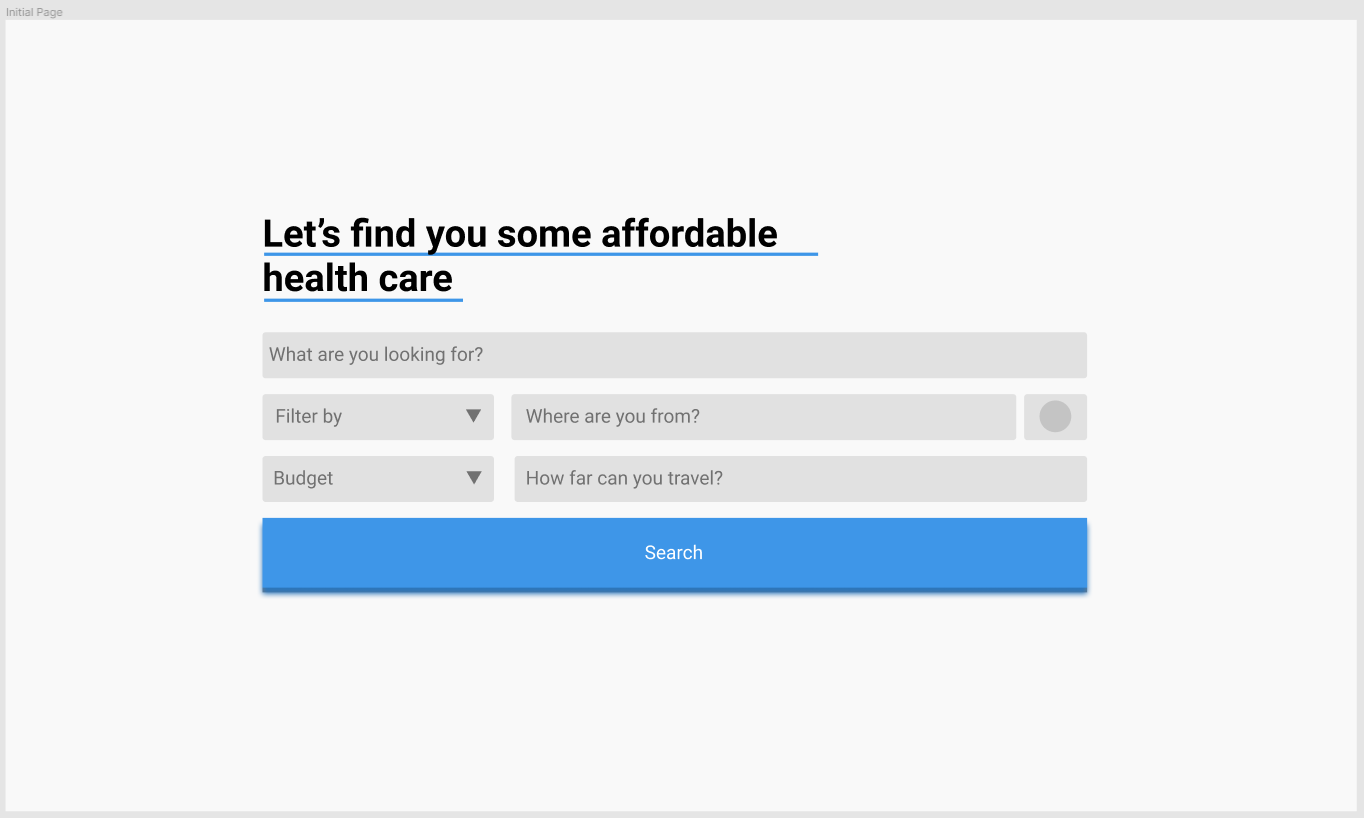 Initial Page
Let’s find you some affordable
health care
What are you looking for?
Filter by
Where are you from?
Budget
How far can you travel?
Search